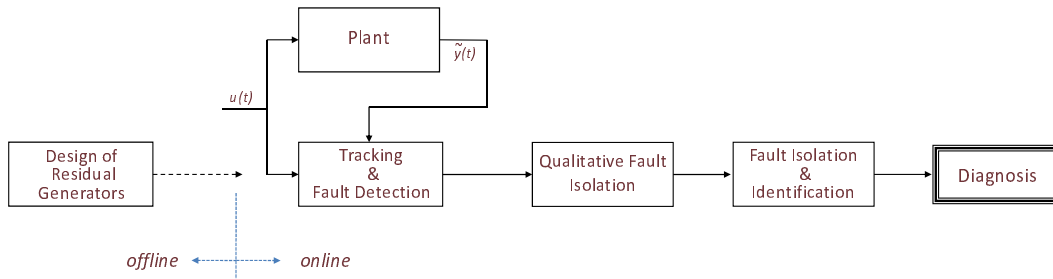 Plant
ỹ(t)
u(t)
Design of
Residual
Generators
Tracking
&
Fault Detection
Qualitative Fault
Isolation
Fault Isolation
&
Identification
Diagnosis
offline
online